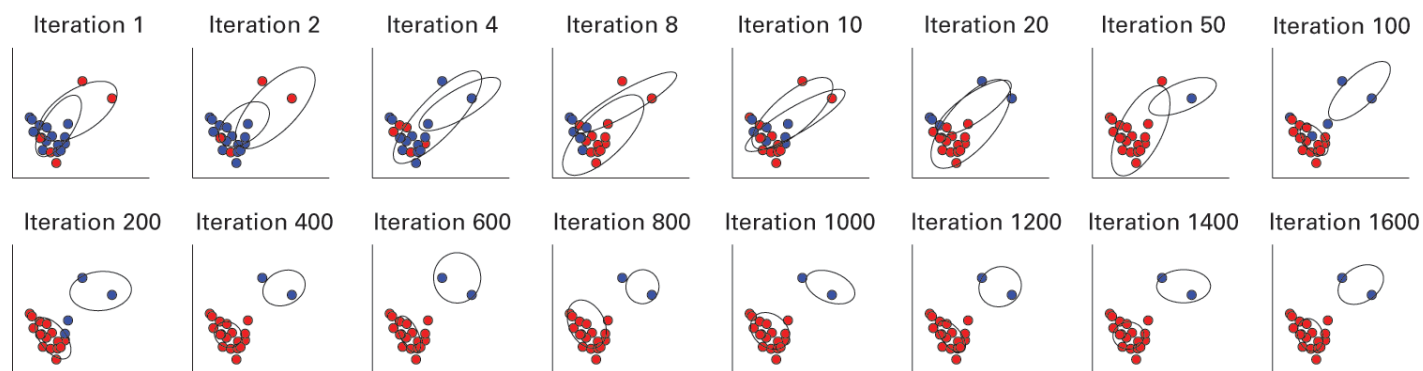 Iteration 1
Iteration 2
Iteration 4
Iteration 8
Iteration 10
Iteration 20
Iteration 50
Iteration 100
Iteration 200
Iteration 400
Iteration 600
Iteration 800
Iteration 1000
Iteration 1200
Iteration 1400
Iteration 1600